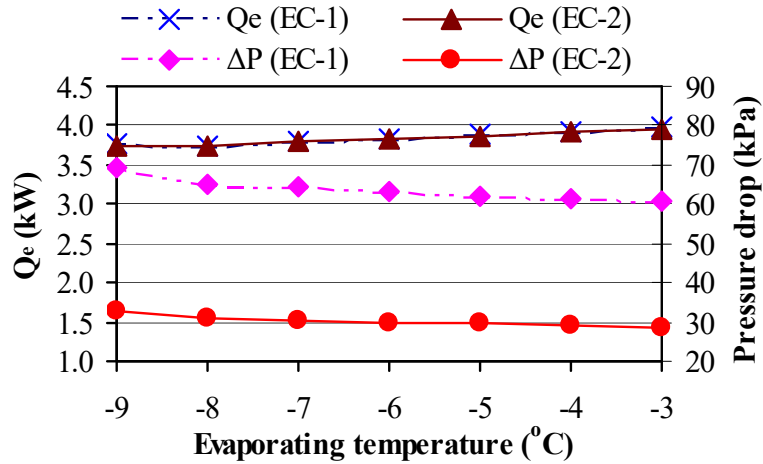 Qe (EC-1) Qe (EC-2)
ΔP (EC-1) ΔP (EC-2)
4.5
4.0
3.5
3.0
2.5
2.0
1.5
1.0
Qe (kW)
90
80
70
60
50
40
30
20
Pressure drop (kPa)
-9 -8 -7 -6 -5 -4 -3
Evaporating temperature (°C)